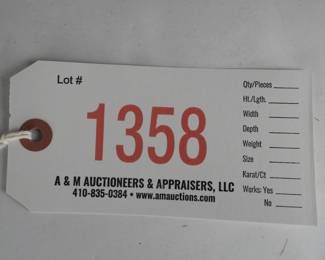 Lot #
1358
A & M AUCTIONEERS & APPRAISERS, LLC
410-835-0384 • www.amauctions.com
Qty/Pieces
Ht./Lgth.
Width
Depth
Weight
Size
Karat/Ct
Works: Yes
No